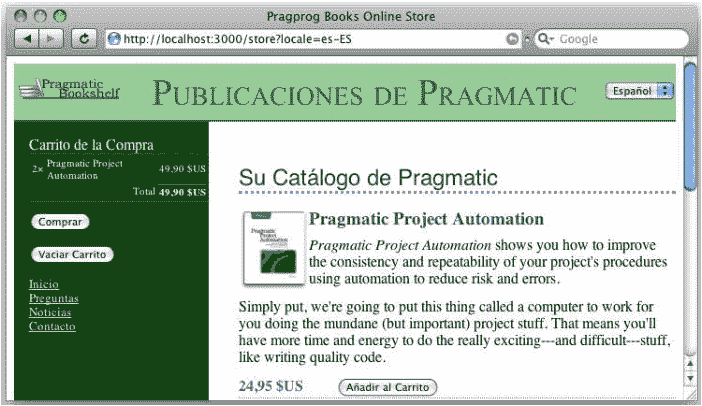 Pragprog Books Online Store
http://localhost:3000/store?locale=es-ES
Google
Pragmatic
Bookshelf
PUBLICACIONES DE PRAGMATIC
Español
Carrito de la Compra
2× Pragmatic Project Automation 49,90 $US
Total 49,90 $US
Comprar
Vaciar Carrito
Inicio
Preguntas
Noticias
Contacto
Su Catálogo de Pragmatic
Pragmatic Project Automation
Pragmatic Project Automation shows you how to improve
the consistency and repeatability of your project's procedures
using automation to reduce risk and errors.
Simply put, we're going to put this thing called a computer to work for
you doing the mundane (but important) project stuff. That means you'll
have more time and energy to do the really exciting---and difficult---stuff,
like writing quality code.
24,95 $US
Añadir al Carrito